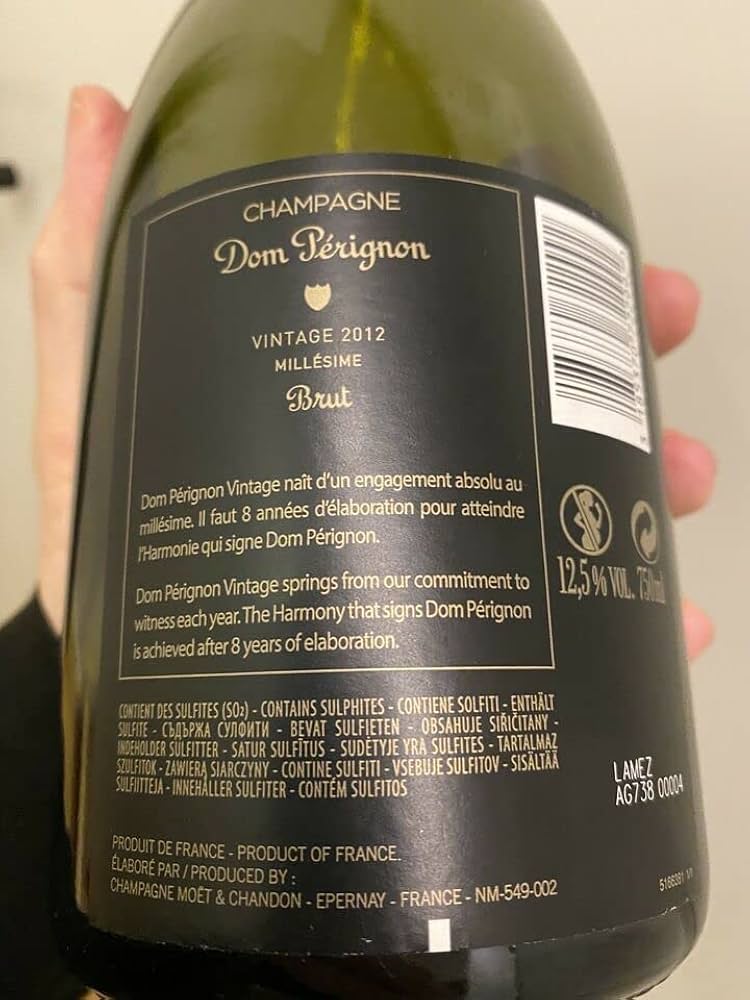 CHAMPAGNE
Dom Pérignon
VINTAGE 2012
MILLÉSIME
Brut
Dom Pérignon Vintage naît d'un engagement absolu au
millésime. Il faut 8 années d'élaboration pour atteindre
l'Harmonie qui signe Dom Pérignon.
Dom Pérignon Vintage springs from our commitment to
witness each year. The Harmony that signs Dom Pérignon
is achieved after 8 years of elaboration.
12,5 % VOL. 750ml
CONTIENT DES SULFITES (SO₂) - CONTAINS SULPHITES - CONTIENE SOLFITI - ENTHÄLT
SULFITE - СЪДЪРЖА СУЛФИТИ - BEVAT SULFIETEN - OBSAHUJE SIŘIČITANY -
INDEHOLDER SULFITTER - SATUR SULFĪTUS - SUDĖTYJE YRA SULFITES - TARTALMAZ
SZULFITOK - ZAWIERA SIARCZYNY - CONTINE SULFITI - VSEBUJE SULFITOV - SISÄLTÄÄ
SULFIITTEJA - INNEHÅLLER SULFITER - CONTÉM SULFITOS
LAMEZ
AG738 00004
PRODUIT DE FRANCE - PRODUCT OF FRANCE.
ÉLABORÉ PAR / PRODUCED BY :
CHAMPAGNE MOËT & CHANDON - EPERNAY - FRANCE - NM-549-002